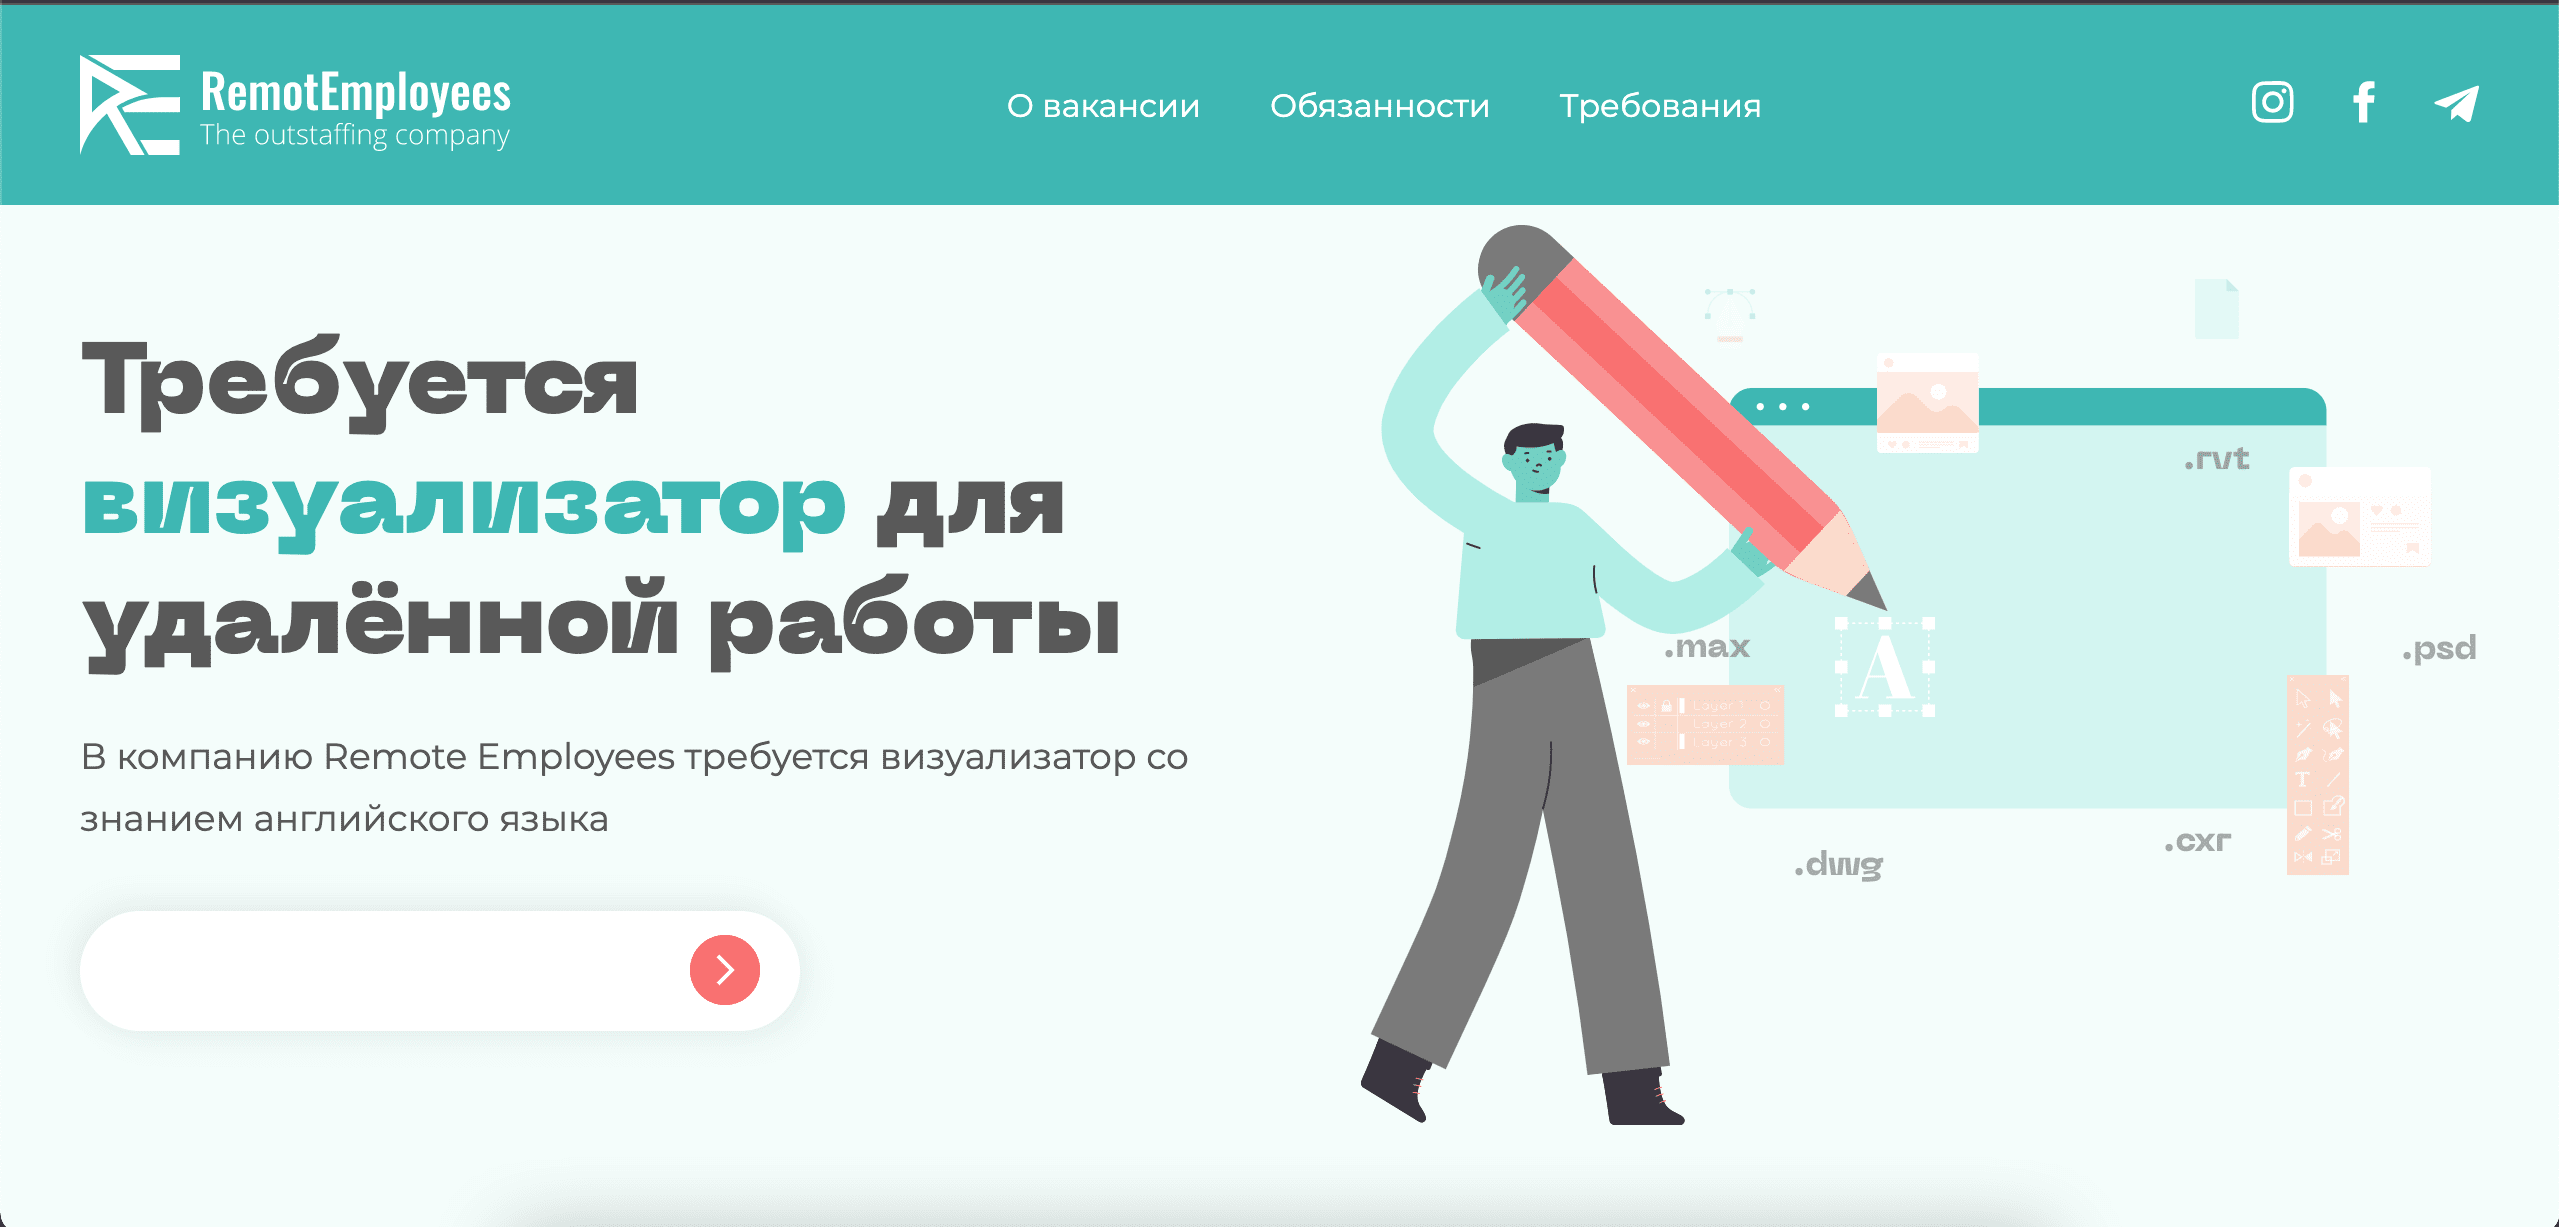 RemotEmployees
The outstaffing company
О вакансии
Обязанности
Требования
Требуется
визуализатор для
удалённой работы
В компанию Remote Employees требуется визуализатор со
знанием английского языка
.rvt
.max
.psd
A
Layer 1
Layer 2
Layer 3
T
.cxr
.dwg